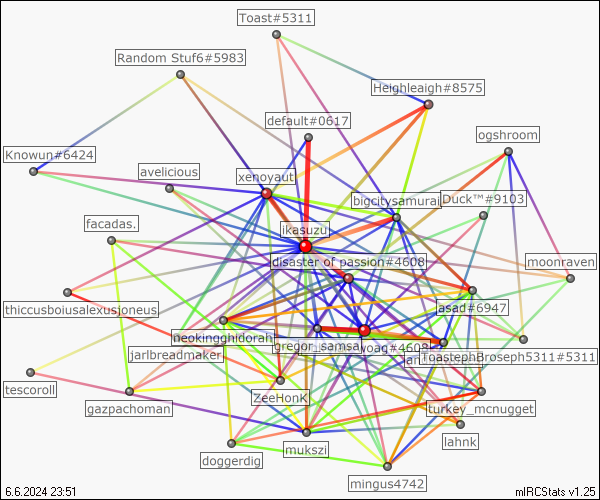 Toast#5311
Random Stuf6#5983
Heighleigh#8575
default#0617
ogshroom
Knowun#6424
avelicious
xenoyaut
bigcitysamurai
Duck™#9103
facadas.
ikasuzu
disaster of passion#4608
moonraven
thiccusboiusalexusjoneus
asad#6947
neokingghidorah
gregor_samsa
yoag#4608
jarlbreadmaker
ToastephBroseph5311#5311
tescoroll
gazpachoman
ZeeHonK
turkey_mcnugget
mukszi
lahnk
doggerdig
mingus4742
6.6.2024 23:51
mIRCStats v1.25